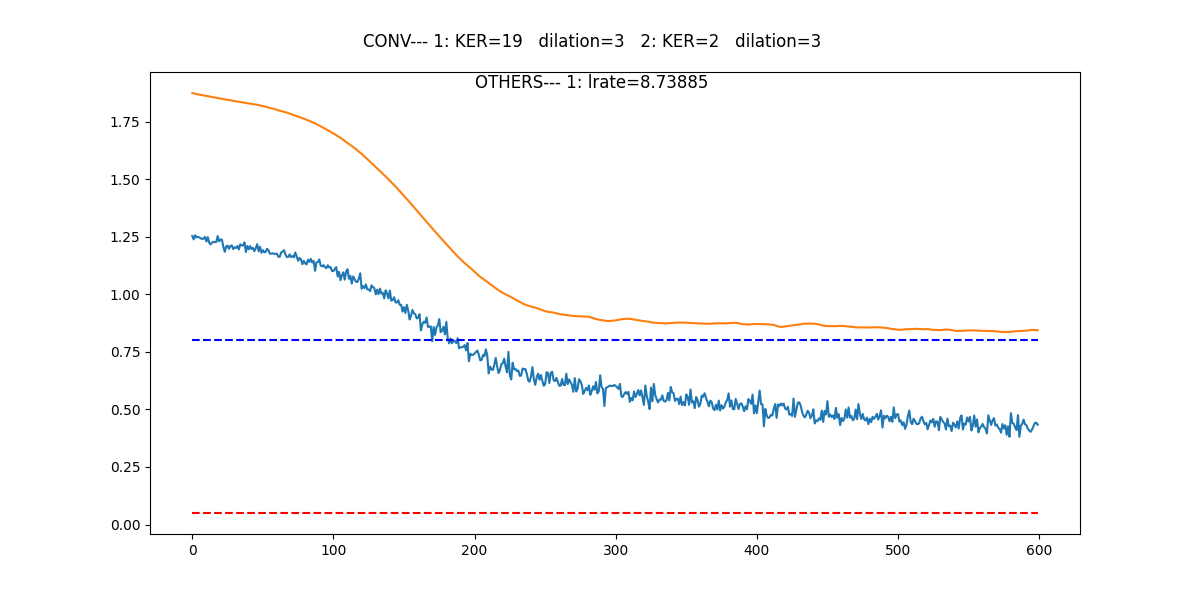 CONV--- 1: KER=19   dilation=3   2: KER=2   dilation=3
OTHERS--- 1: lrate=8.73885
1.75
1.50
1.25
1.00
0.75
0.50
0.25
0.00
0 100 200 300 400 500 600